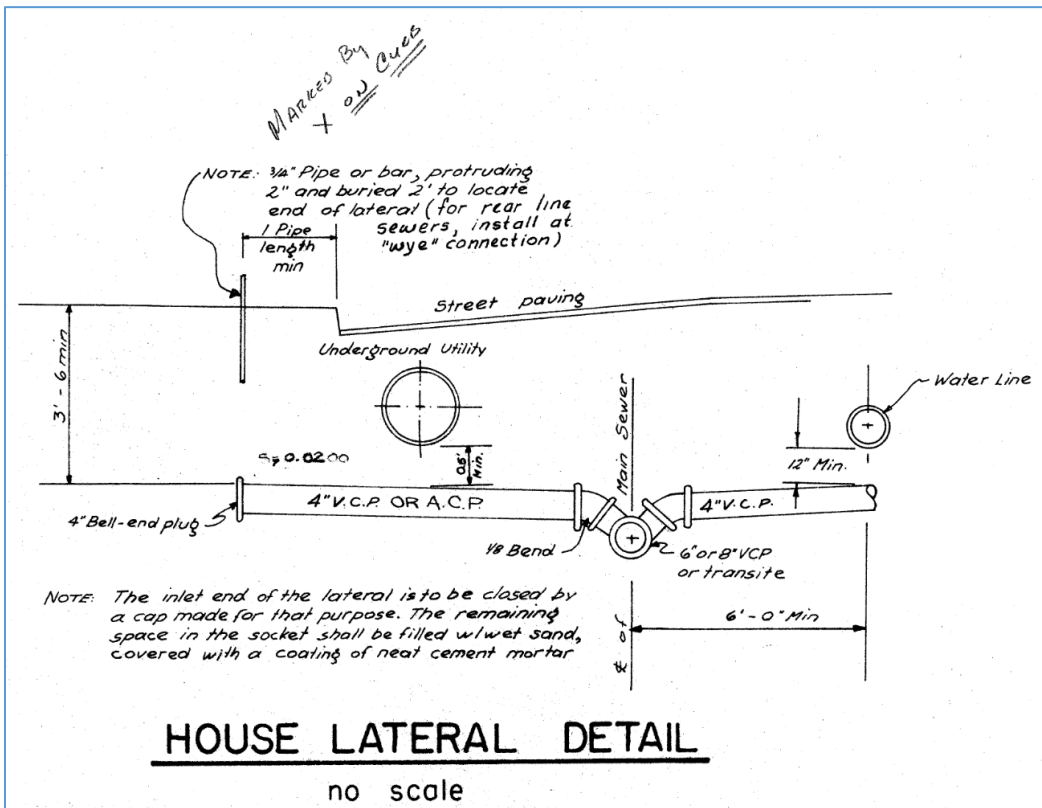 MARKED By
X ON CURB
NOTE: 3/4" Pipe or bar, protruding
2" and buried 2' to locate
end of lateral (for rear line
sewers, install at
"wye" connection)
1 Pipe
length
min
Street paving
Underground Utility
3' - 6 min
Main Sewer
Water Line
0.5'
Min.
12" Min.
S=0.0200
4" V.C.P. OR A.C.P.
4" V.C.P.
4" Bell-end plug
1/8 Bend
6" or 8" VCP
or transite
NOTE: The inlet end of the lateral is to be closed by
a cap made for that purpose. The remaining
space in the socket shall be filled w/wet sand,
covered with a coating of neat cement mortar
℄ of
6' - 0" Min
HOUSE LATERAL DETAIL
no scale